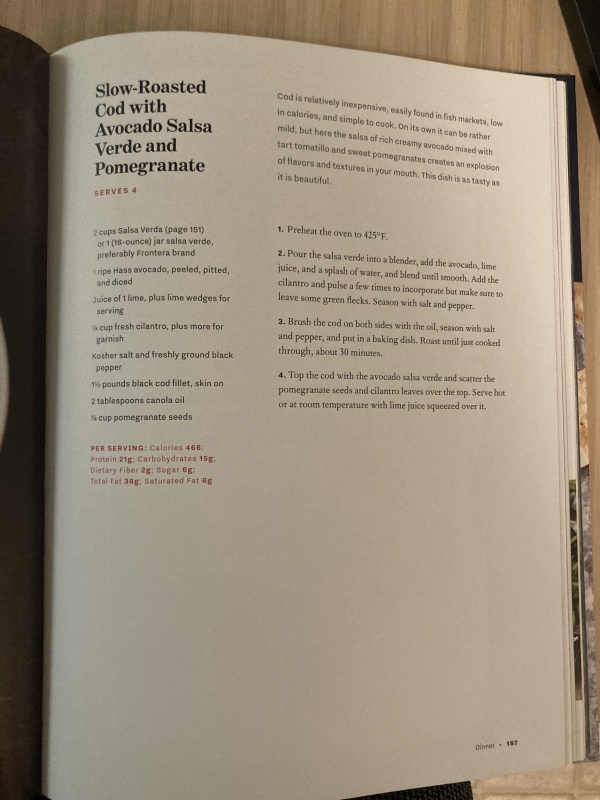 Slow-Roasted
Cod with
Avocado Salsa
Verde and
Pomegranate
SERVES 4
Cod is relatively inexpensive, easily found in fish markets, low
in calories, and simple to cook. On its own it can be rather
mild, but here the salsa of rich creamy avocado mixed with
tart tomatillo and sweet pomegranates creates an explosion
of flavors and textures in your mouth. This dish is as tasty as
it is beautiful.
2 cups Salsa Verda (page 151)
or 1 (16-ounce) jar salsa verde,
preferably Frontera brand
1 ripe Hass avocado, peeled, pitted,
and diced
Juice of 1 lime, plus lime wedges for
serving
¼ cup fresh cilantro, plus more for
garnish
Kosher salt and freshly ground black
pepper
1½ pounds black cod fillet, skin on
2 tablespoons canola oil
¼ cup pomegranate seeds
PER SERVING: Calories 466;
Protein 21g; Carbohydrates 15g;
Dietary Fiber 2g; Sugar 6g;
Total Fat 36g; Saturated Fat 6g
1. Preheat the oven to 425°F.
2. Pour the salsa verde into a blender, add the avocado, lime
juice, and a splash of water, and blend until smooth. Add the
cilantro and pulse a few times to incorporate but make sure to
leave some green flecks. Season with salt and pepper.
3. Brush the cod on both sides with the oil, season with salt
and pepper, and put in a baking dish. Roast until just cooked
through, about 30 minutes.
4. Top the cod with the avocado salsa verde and scatter the
pomegranate seeds and cilantro leaves over the top. Serve hot
or at room temperature with lime juice squeezed over it.
Dinner • 167